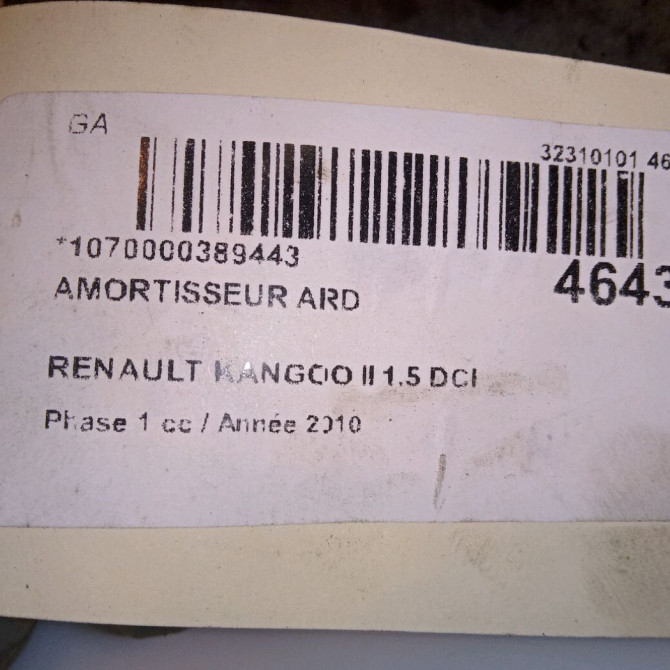 GA
32310101 46
*1070000389443
4643
AMORTISSEUR ARD
RENAULT KANGOO II 1.5 DCI
Phase 1 cc / Année 2010